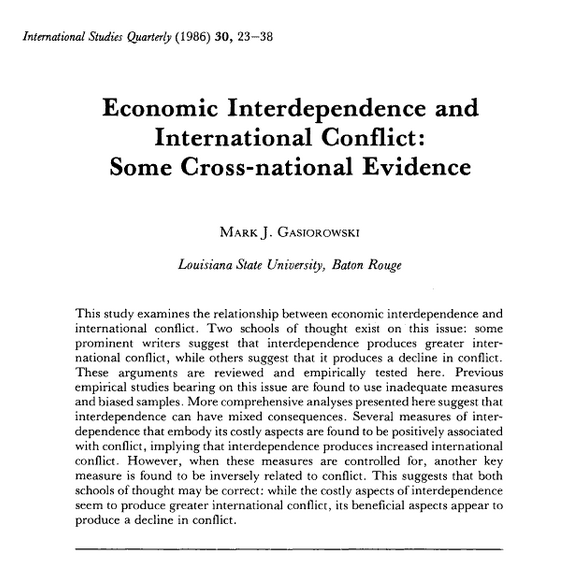 International Studies Quarterly (1986) 30, 23–38
Economic Interdependence and
International Conflict:
Some Cross-national Evidence
MARK J. GASIOROWSKI
Louisiana State University, Baton Rouge
This study examines the relationship between economic interdependence and
international conflict. Two schools of thought exist on this issue: some
prominent writers suggest that interdependence produces greater inter-
national conflict, while others suggest that it produces a decline in conflict.
These arguments are reviewed and empirically tested here. Previous
empirical studies bearing on this issue are found to use inadequate measures
and biased samples. More comprehensive analyses presented here suggest that
interdependence can have mixed consequences. Several measures of inter-
dependence that embody its costly aspects are found to be positively associated
with conflict, implying that interdependence produces increased international
conflict. However, when these measures are controlled for, another key
measure is found to be inversely related to conflict. This suggests that both
schools of thought may be correct: while the costly aspects of interdependence
seem to produce greater international conflict, its beneficial aspects appear to
produce a decline in conflict.